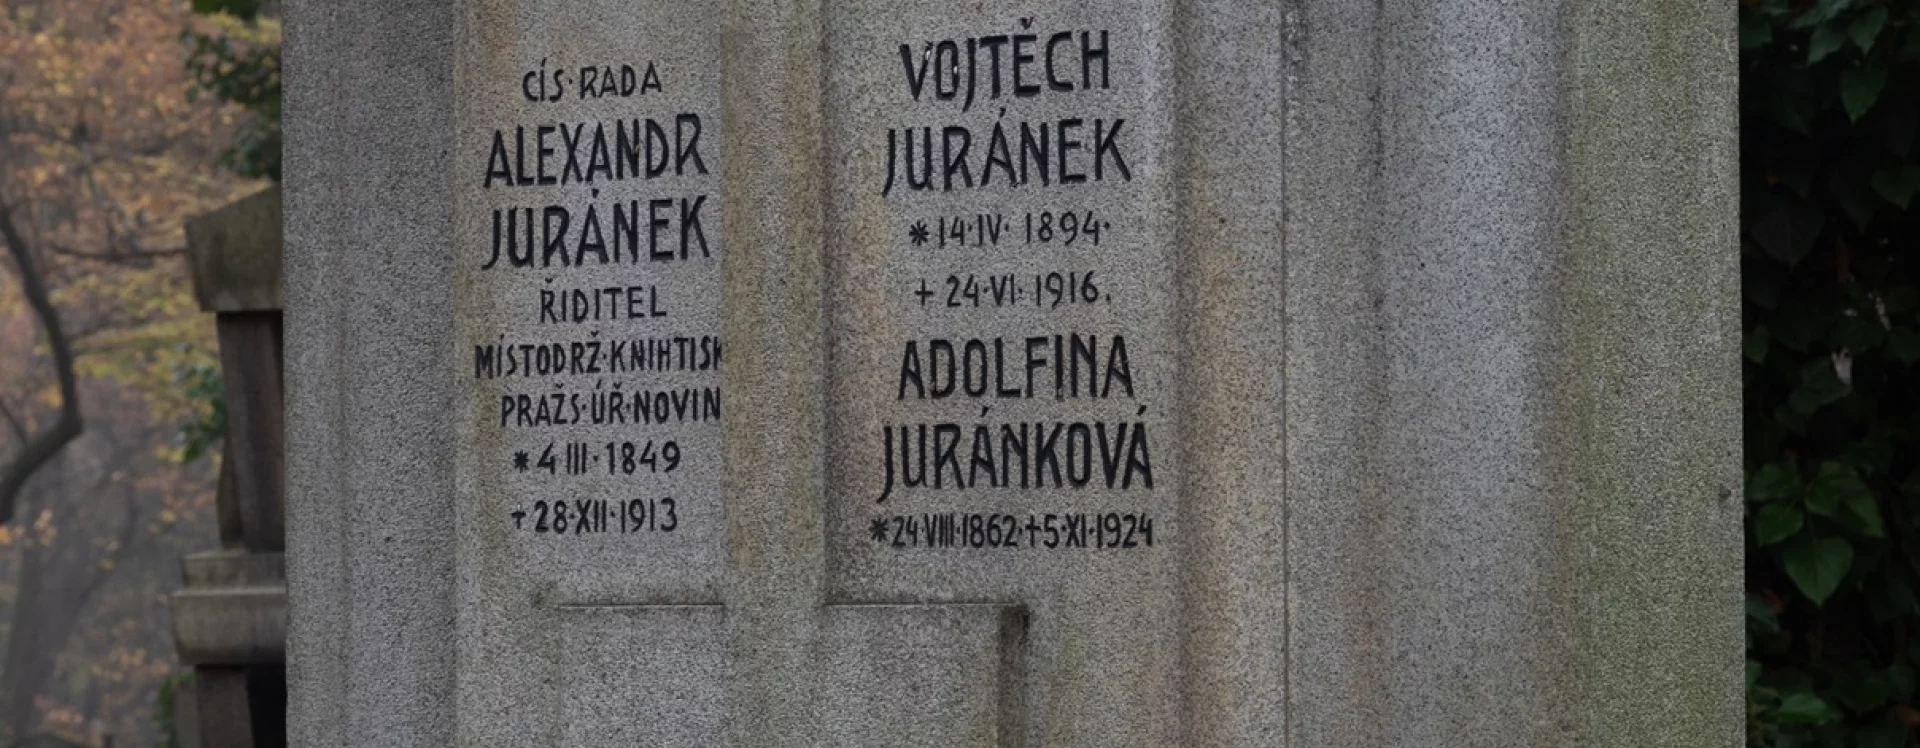 CÍS·RADA
ALEXANDR
JURÁNEK
ŘIDITEL
MÍSTODRŽ·KNIHTISK
PRAŽS·ÚŘ·NOVIN
*4 III·1849
+28·XII·1913
VOJTĚCH
JURÁNEK
*14·IV· 1894·
+ 24·VI· 1916.
ADOLFINA
JURÁNKOVÁ
*24·VIII·1862·+5·XI·1924